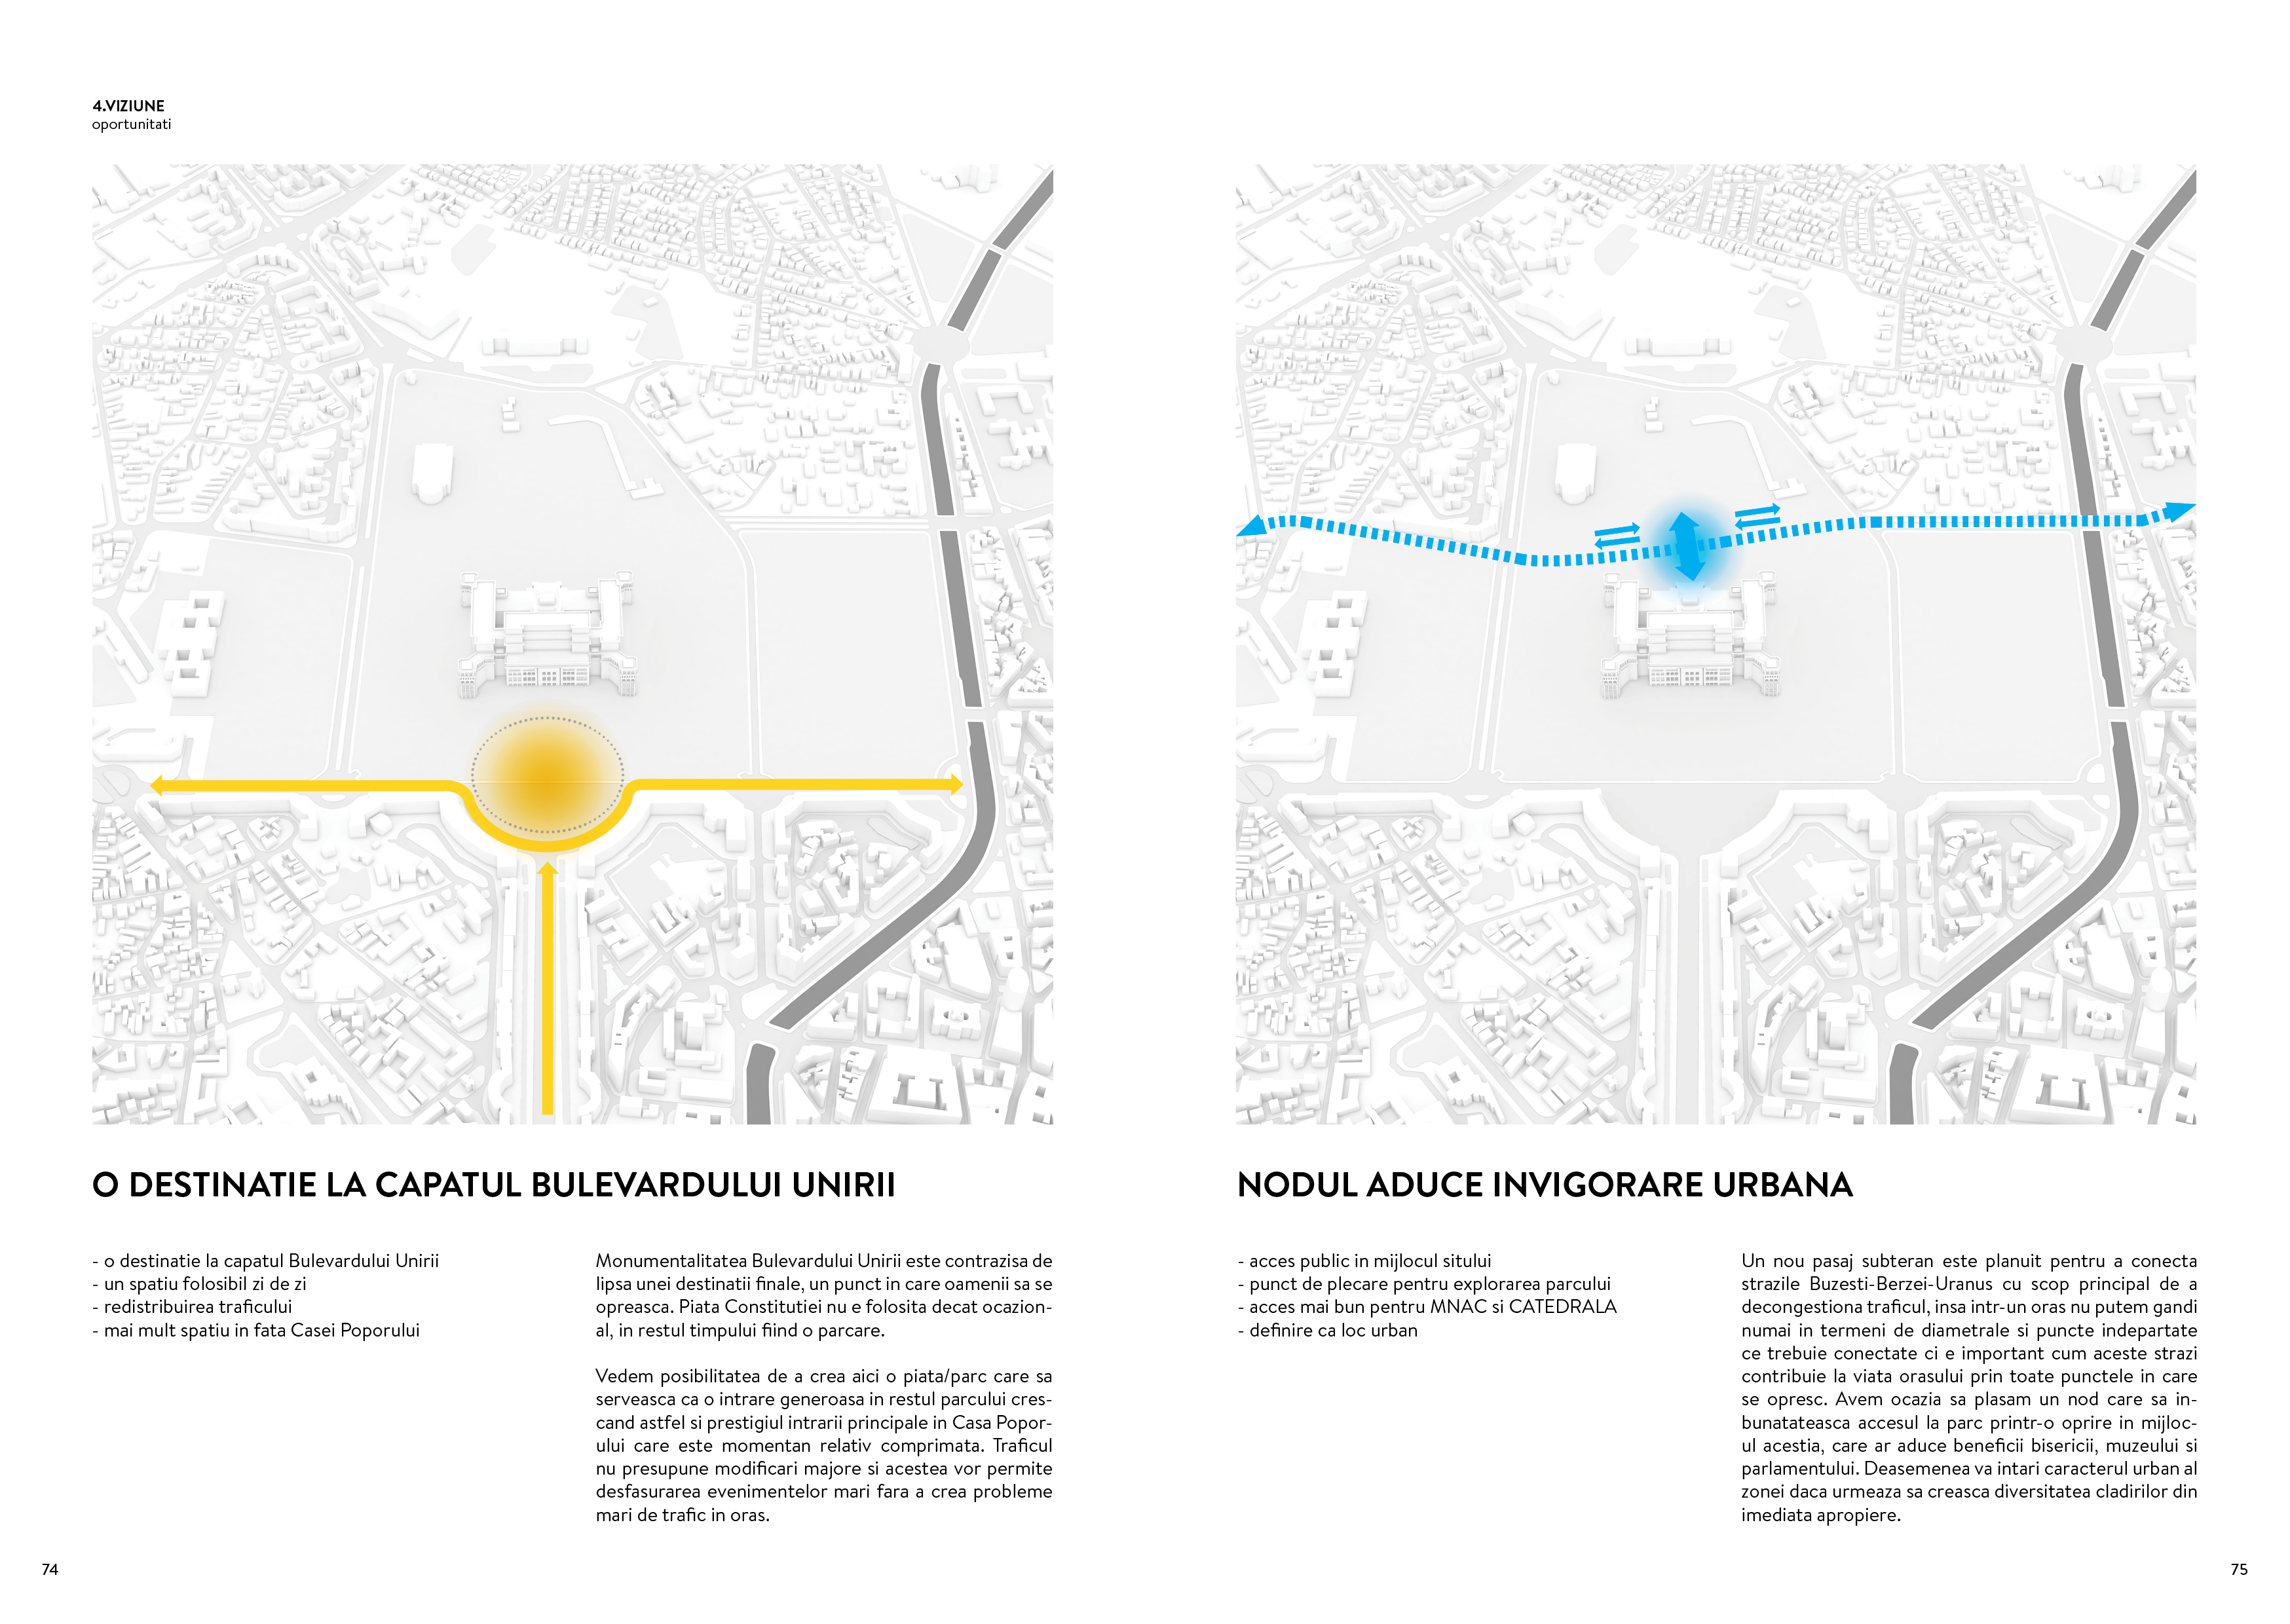 4.VIZIUNE
oportunitati
O DESTINATIE LA CAPATUL BULEVARDULUI UNIRII
- o destinatie la capatul Bulevardului Unirii
- un spatiu folosibil zi de zi
- redistribuirea traficului
- mai mult spatiu in fata Casei Poporului
Monumentalitatea Bulevardului Unirii este contrazisa de
lipsa unei destinatii finale, un punct in care oamenii sa se
opreasca. Piata Constitutiei nu e folosita decat ocazion-
al, in restul timpului fiind o parcare.
Vedem posibilitatea de a crea aici o piata/parc care sa
serveasca ca o intrare generoasa in restul parcului cres-
cand astfel si prestigiul intrarii principale in Casa Popor-
ului care este momentan relativ comprimata. Traficul
nu presupune modificari majore si acestea vor permite
desfasurarea evenimentelor mari fara a crea probleme
mari de trafic in oras.
74
NODUL ADUCE INVIGORARE URBANA
- acces public in mijlocul sitului
- punct de plecare pentru explorarea parcului
- acces mai bun pentru MNAC si CATEDRALA
- definire ca loc urban
Un nou pasaj subteran este planuit pentru a conecta
strazile Buzesti-Berzei-Uranus cu scop principal de a
decongestiona traficul, insa intr-un oras nu putem gandi
numai in termeni de diametrale si puncte indepartate
ce trebuie conectate ci e important cum aceste strazi
contribuie la viata orasului prin toate punctele in care
se opresc. Avem ocazia sa plasam un nod care sa in-
bunatateasca accesul la parc printr-o oprire in mijloc-
ul acestia, care ar aduce beneficii bisericii, muzeului si
parlamentului. Deasemenea va intari caracterul urban al
zonei daca urmeaza sa creasca diversitatea cladirilor din
imediata apropiere.
75